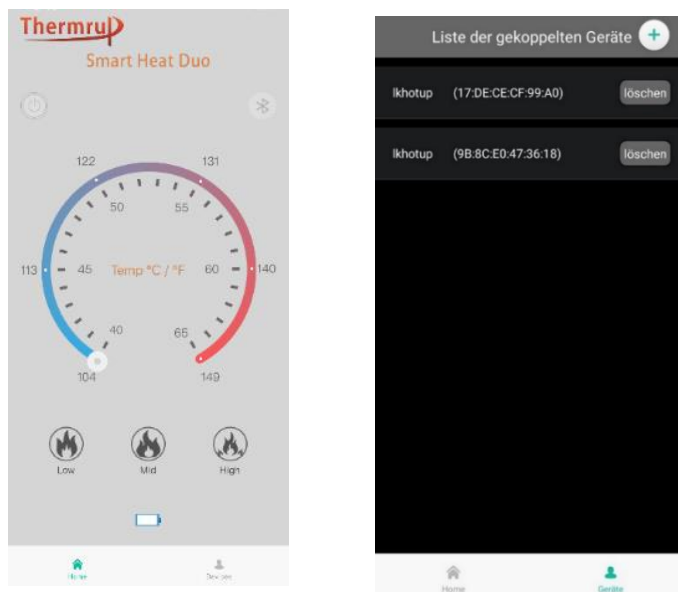 Thermrup
Smart Heat Duo
122
131
50
55
113
45
Temp °C / °F
60
140
40
65
104
149
Low
Mid
High
Home
Liste der gekoppelten Geräte +
lkhotup (17:DE:CE:CF:99:A0) löschen
lkhotup (9B:8C:E0:47:36:18) löschen
Home
Geräte